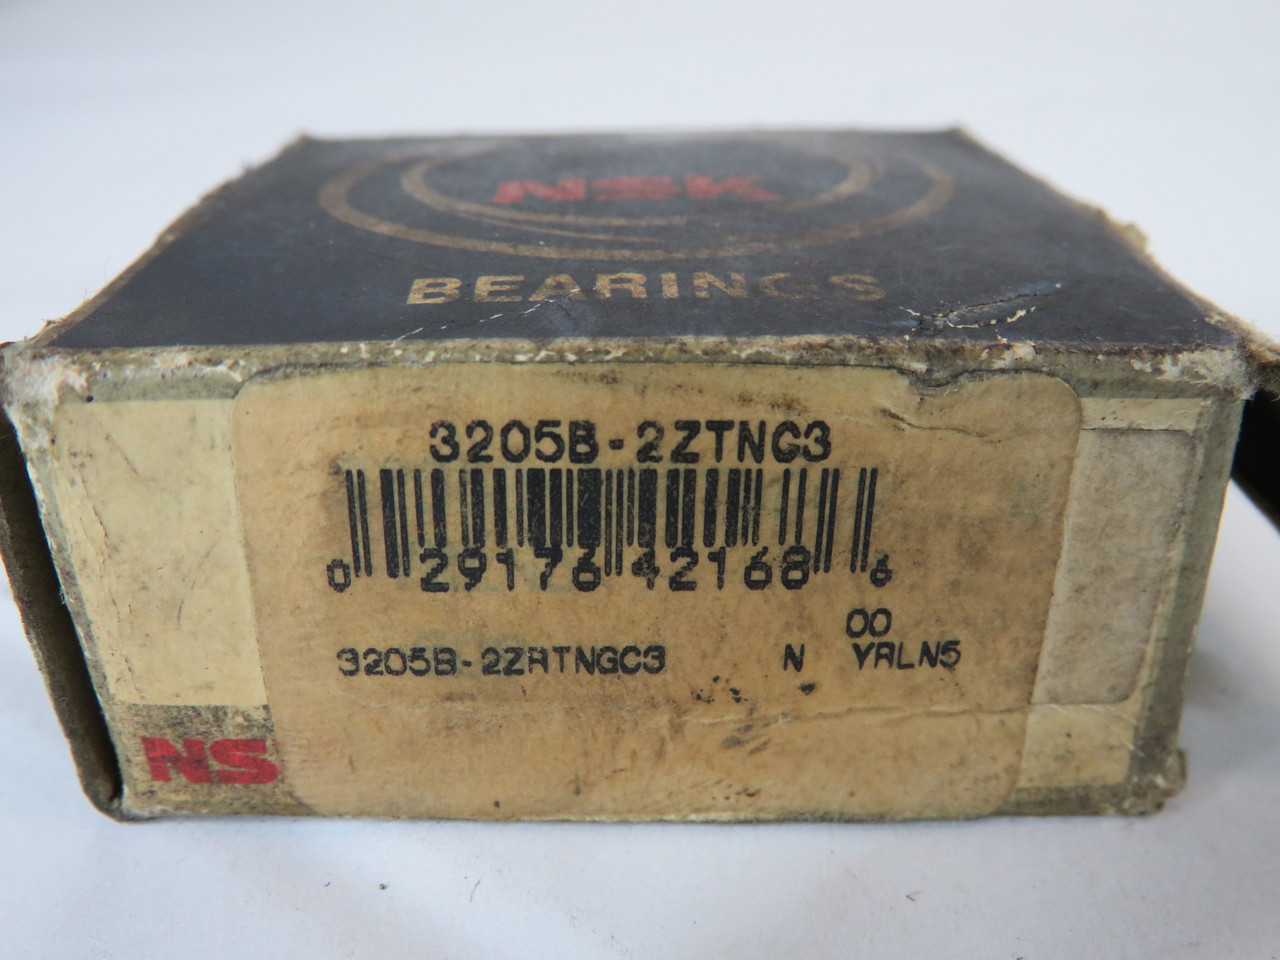 NSK
BEARINGS
3205B-2ZTNC3
0 29176 42168 6
00
3205B-2ZRTNGC3 N YRLN5
NS